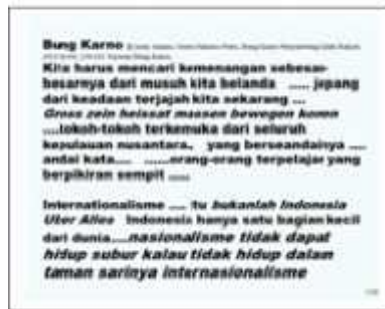 Bung Karno
Kita harus mencari kemenangan sebesar-
besarnya dari musuh kita belanda ..... jepang
dari keadaan terjajah kita sekarang ...
Gross zein heissat massen bewegen konnn
....tokoh-tokoh terkemuka dari seluruh
kepulauan nusantara, yang berseandainya ....
andai kata.... ......orang-orang terpelajar yang
berpikiran sempit .....
Internationalisme .... itu bukanlah Indonesia
Uber Alles Indonesia hanya satu bagian kecil
dari dunia....nasionalisme tidak dapat
hidup subur kalau tidak hidup dalam
taman sarinya internasionalisme